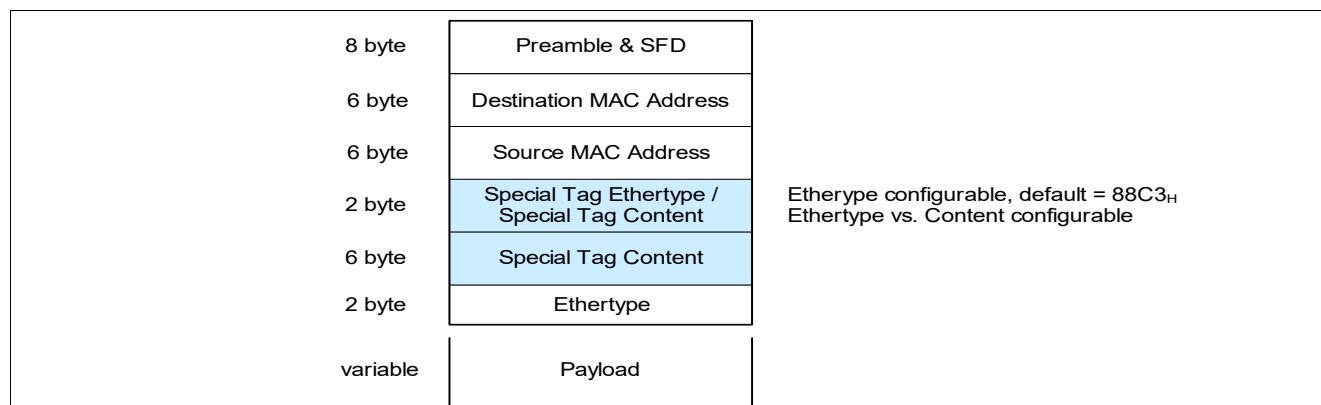 8 byte Preamble & SFD
6 byte Destination MAC Address
6 byte Source MAC Address
2 byte Special Tag Ethertype /
Special Tag Content
Etherype configurable, default = 88C3H
Ethertype vs. Content configurable
6 byte Special Tag Content
2 byte Ethertype
variable Payload